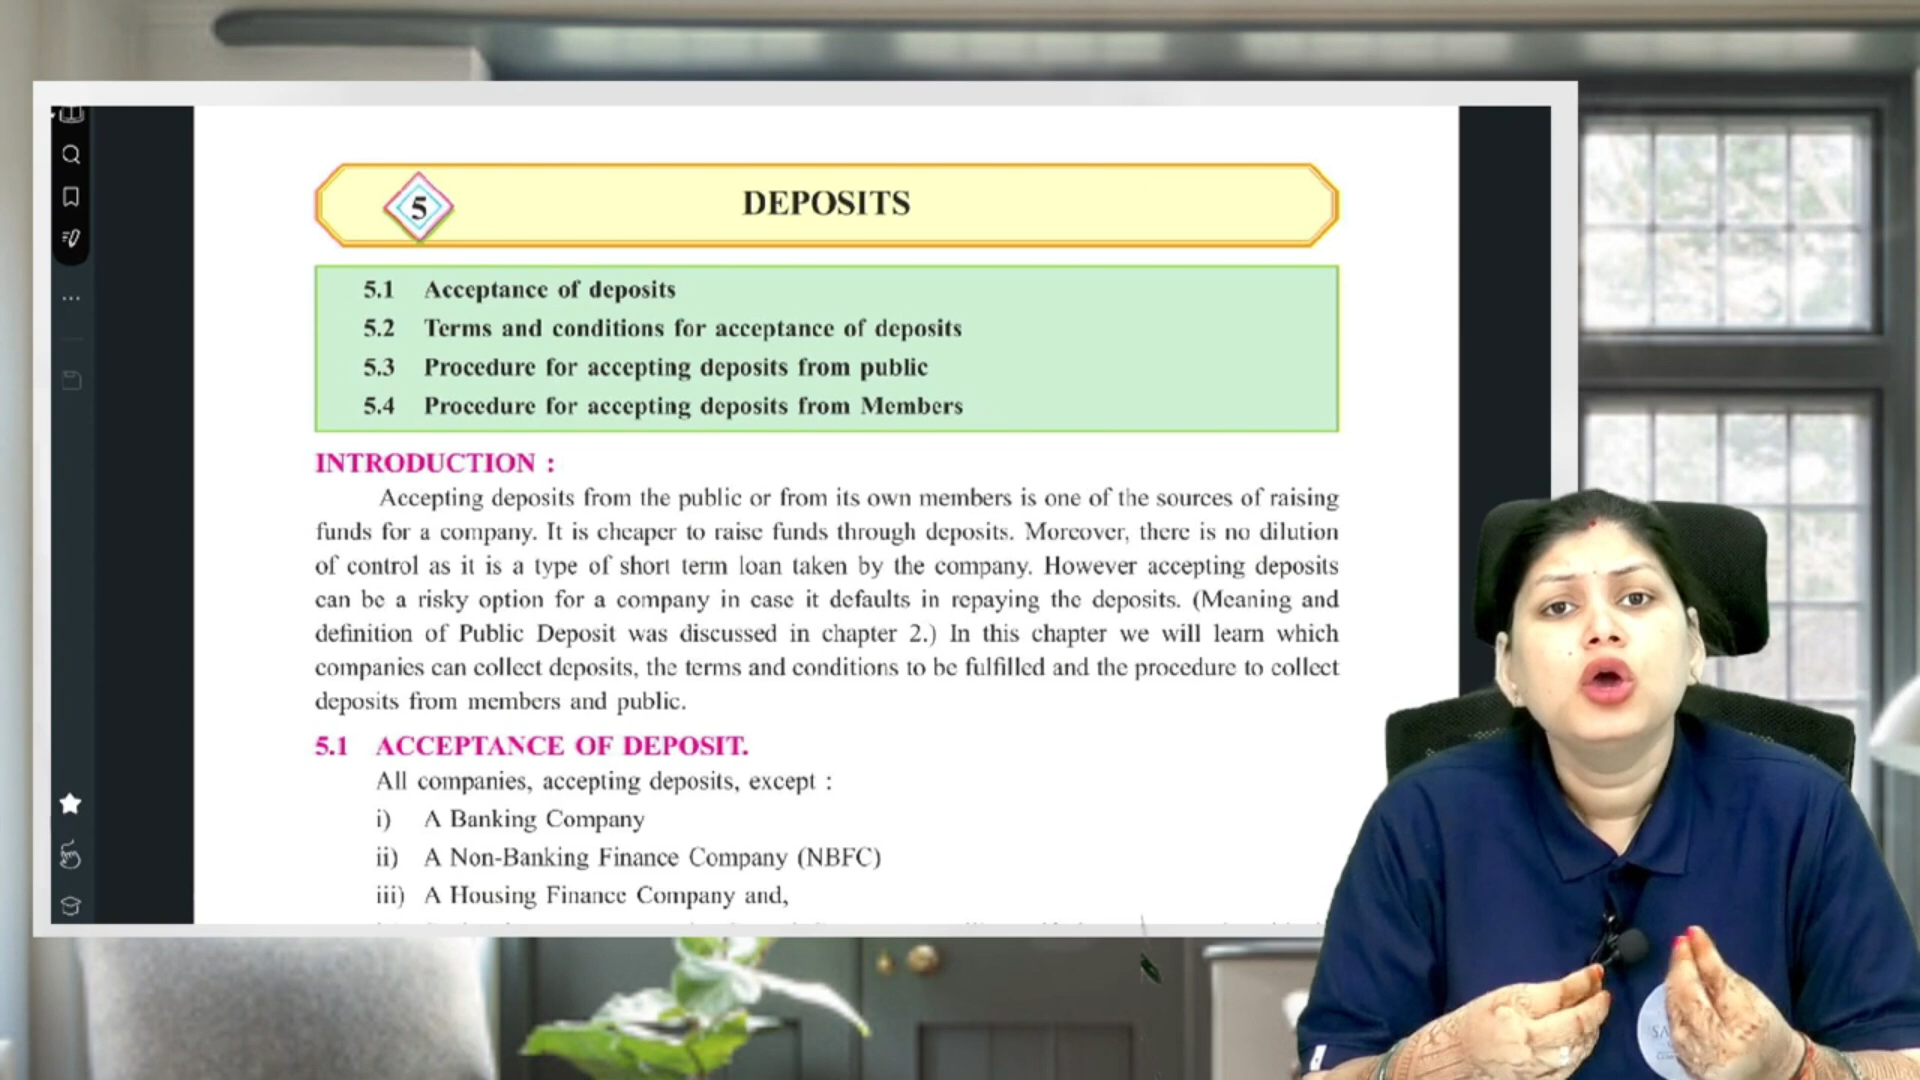 5 DEPOSITS
5.1 Acceptance of deposits
5.2 Terms and conditions for acceptance of deposits
5.3 Procedure for accepting deposits from public
5.4 Procedure for accepting deposits from Members
INTRODUCTION :
Accepting deposits from the public or from its own members is one of the sources of raising
funds for a company. It is cheaper to raise funds through deposits. Moreover, there is no dilution
of control as it is a type of short term loan taken by the company. However accepting deposits
can be a risky option for a company in case it defaults in repaying the deposits. (Meaning and
definition of Public Deposit was discussed in chapter 2.) In this chapter we will learn which
companies can collect deposits, the terms and conditions to be fulfilled and the procedure to collect
deposits from members and public.
5.1 ACCEPTANCE OF DEPOSIT.
All companies, accepting deposits, except :
i) A Banking Company
ii) A Non-Banking Finance Company (NBFC)
iii) A Housing Finance Company and,